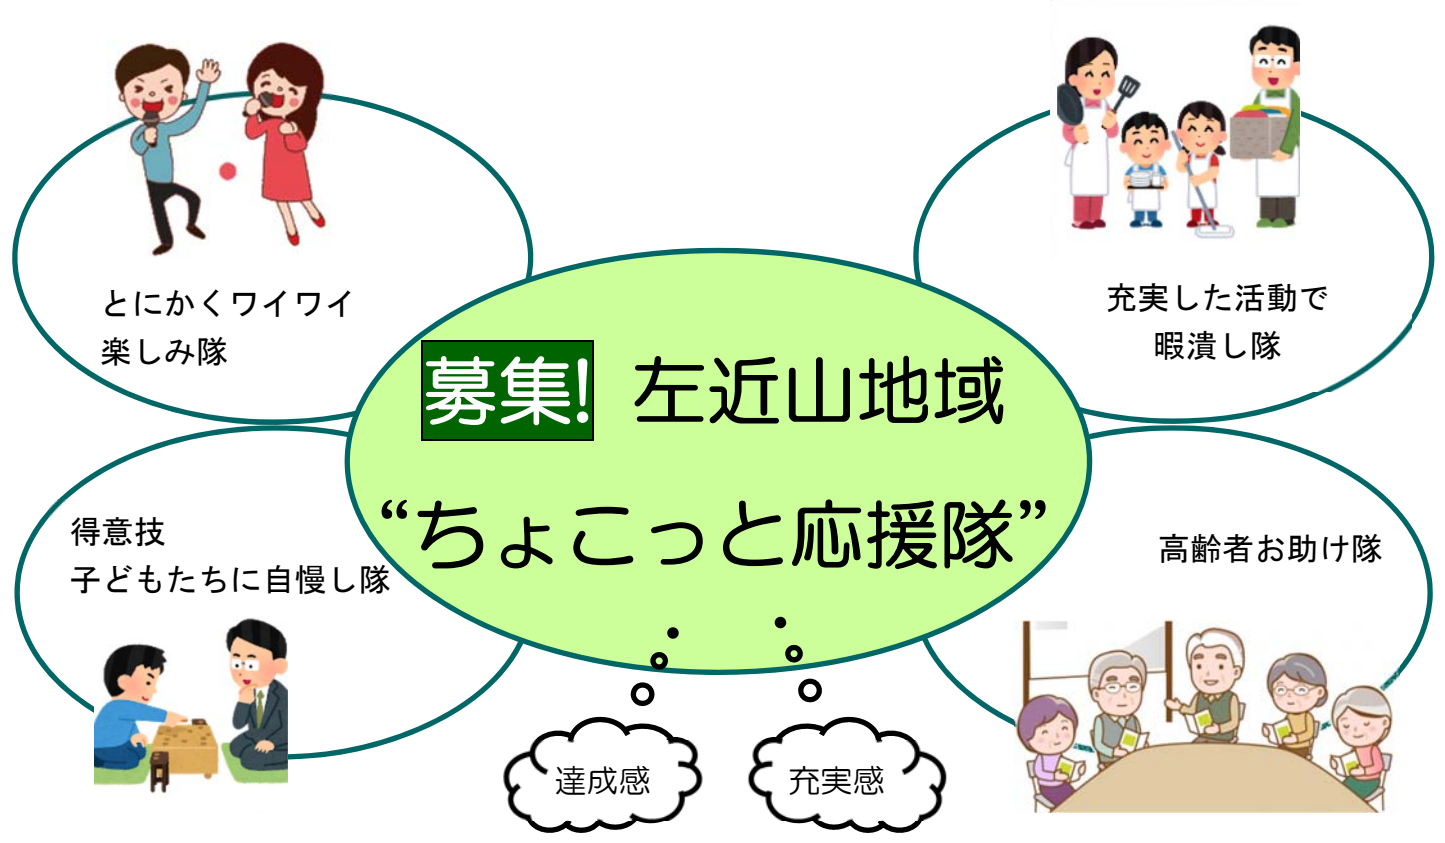 とにかくワイワイ
楽しみ隊
充実した活動で
暇潰し隊
募集! 左近山地域
“ちょこっと応援隊”
得意技
子どもたちに自慢し隊
高齢者お助け隊
達成感
充実感